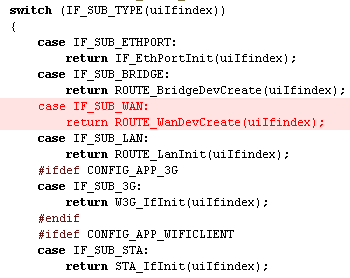 switch (IF_SUB_TYPE(uiIfindex))
{
    case IF_SUB_ETHPORT:
        return IF_EthPortInit(uiIfindex);
    case IF_SUB_BRIDGE:
        return ROUTE_BridgeDevCreate(uiIfindex);
    case IF_SUB_WAN:
        return ROUTE_WanDevCreate(uiIfindex);
    case IF_SUB_LAN:
        return ROUTE_LanInit(uiIfindex);
    #ifdef CONFIG_APP_3G
    case IF_SUB_3G:
        return W3G_IfInit(uiIfindex);
    #endif
    #ifdef CONFIG_APP_WIFICLIENT
    case IF_SUB_STA:
        return STA_IfInit(uiIfindex);